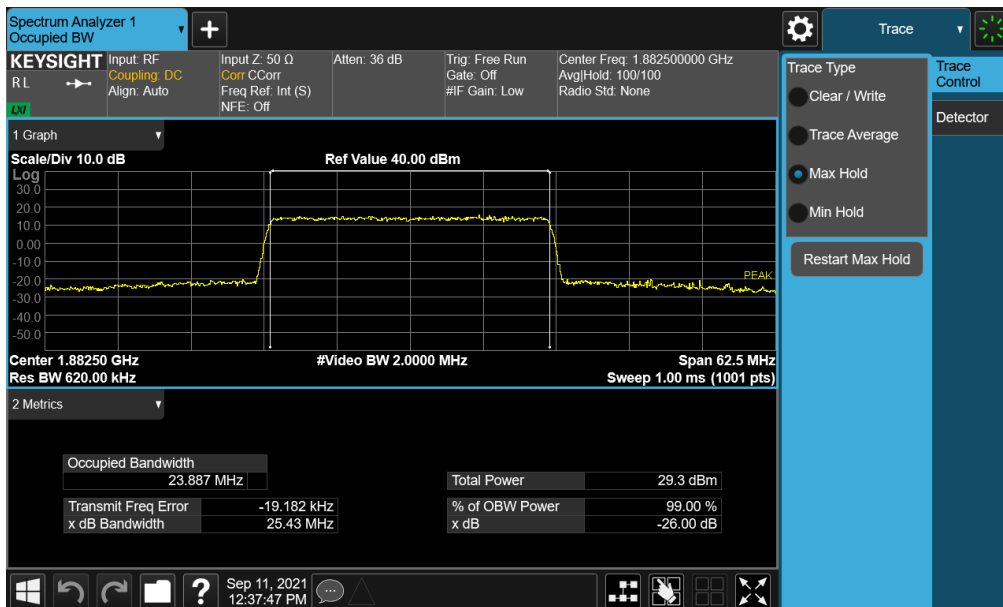 Spectrum Analyzer 1
Occupied BW
+
Trace
KEYSIGHT
R L
LXI
Input: RF
Coupling: DC
Align: Auto
Input Z: 50 Ω
Corr CCorr
Freq Ref: Int (S)
NFE: Off
Atten: 36 dB
Trig: Free Run
Gate: Off
#IF Gain: Low
Center Freq: 1.882500000 GHz
Avg|Hold: 100/100
Radio Std: None
Trace Type
Clear / Write
Trace Average
Max Hold
Min Hold
Restart Max Hold
Trace
Control
Detector
1 Graph
Scale/Div 10.0 dB
Ref Value 40.00 dBm
Log
30.0
20.0
10.0
0.00
-10.0
-20.0
-30.0
-40.0
-50.0
PEAK
Center 1.88250 GHz
#Video BW 2.0000 MHz
Span 62.5 MHz
Res BW 620.00 kHz
Sweep 1.00 ms (1001 pts)
2 Metrics
Occupied Bandwidth
23.887 MHz
Total Power 29.3 dBm
Transmit Freq Error -19.182 kHz
% of OBW Power 99.00 %
x dB Bandwidth 25.43 MHz
x dB -26.00 dB
?
Sep 11, 2021
12:37:47 PM